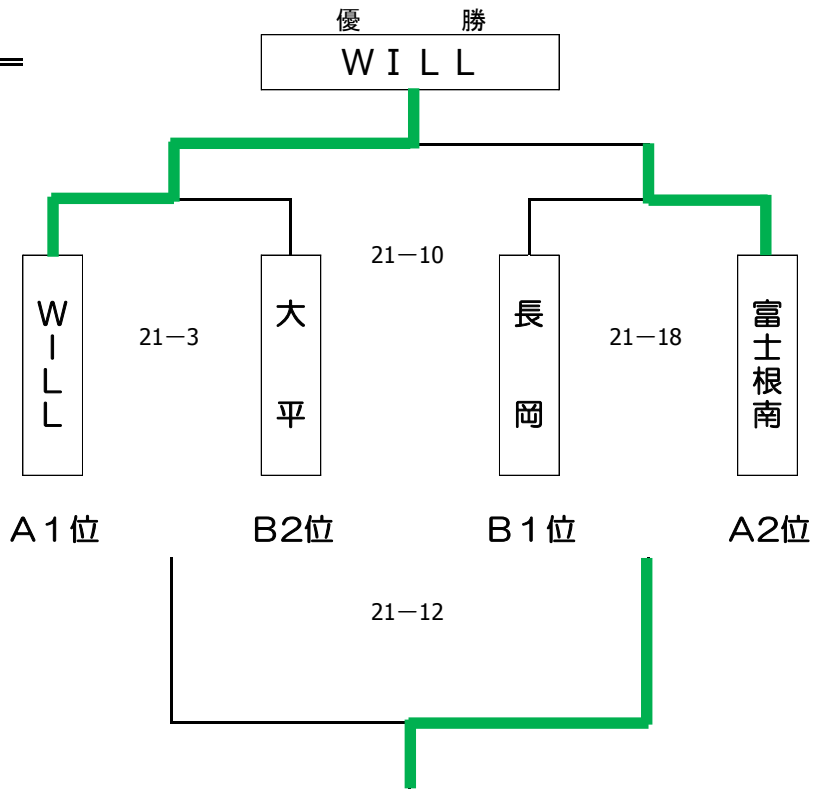 優 勝
ＷＩＬＬ
21－10
21－3
21－18
ＷＩＬＬ
大平
長岡
富士根南
Ａ１位
Ｂ2位
Ｂ１位
Ａ2位
21－12